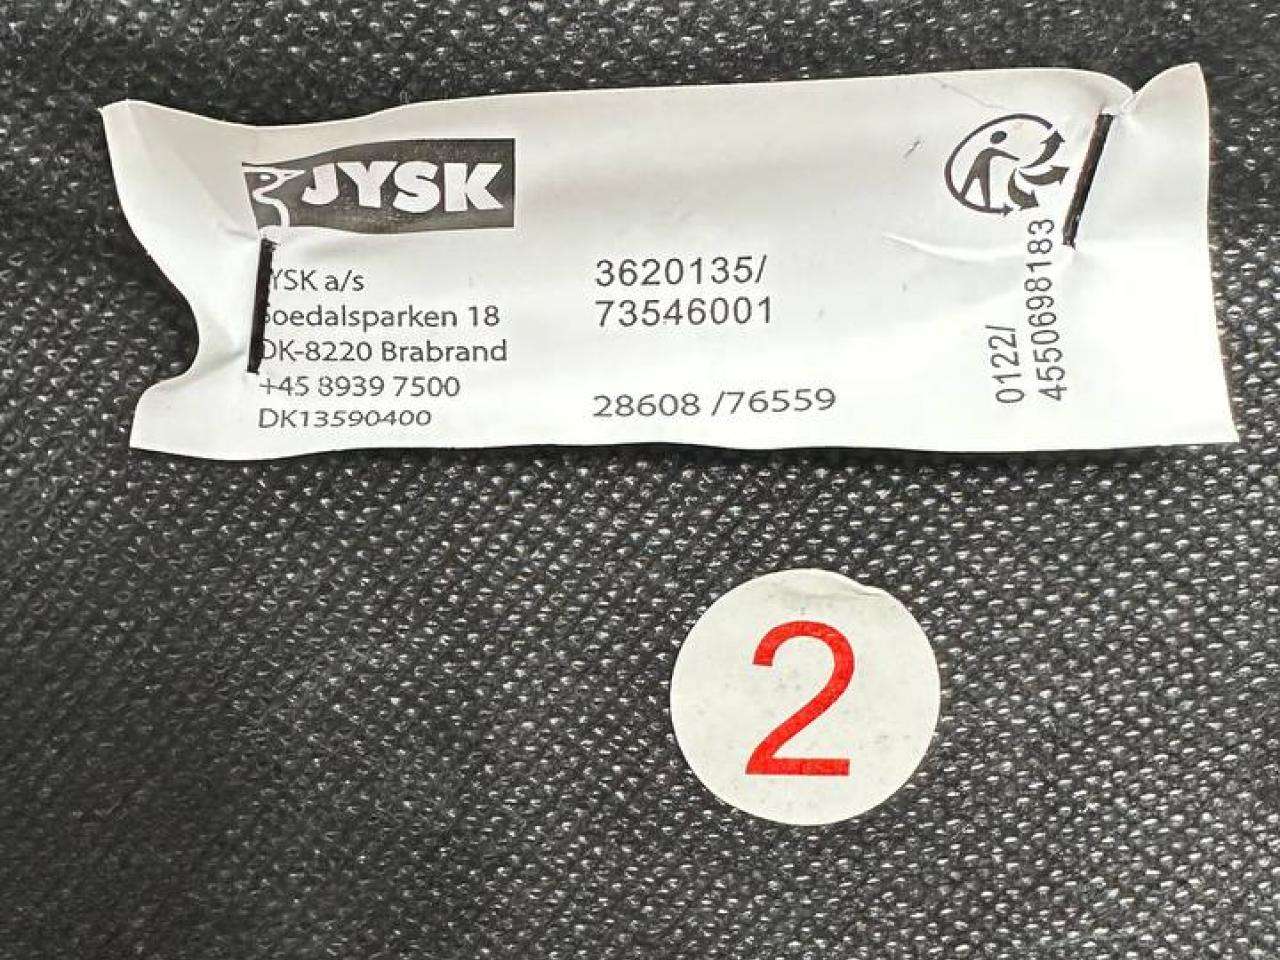 JYSK
YSK a/s
oedalsparken 18
DK-8220 Brabrand
+45 8939 7500
DK13590400
3620135/
73546001
28608 /76559
0122/
4550698183
2